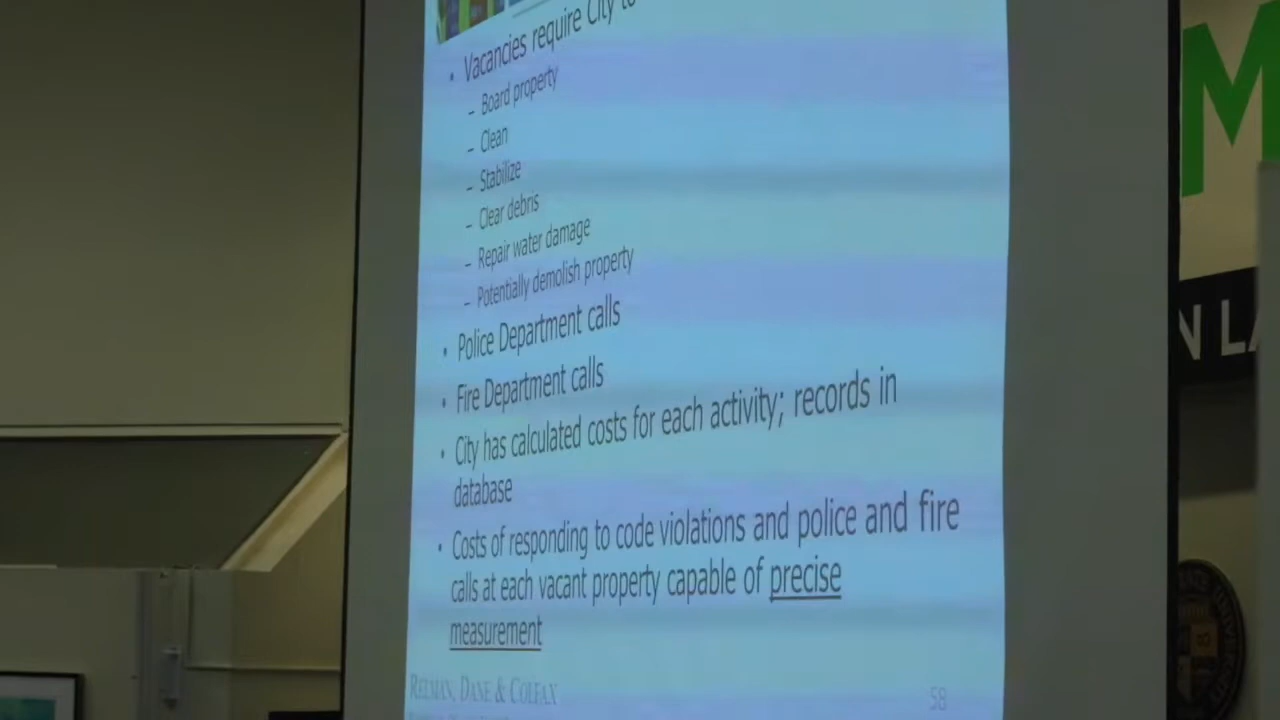 • Vacancies require City to
– Board property
– Clean
– Stabilize
– Clear debris
– Repair water damage
– Potentially demolish property
• Police Department calls
• Fire Department calls
• City has calculated costs for each activity; records in
database
• Costs of responding to code violations and police and fire
calls at each vacant property capable of precise
measurement
RELMAN, DANE & COLFAX
58
M
N LA